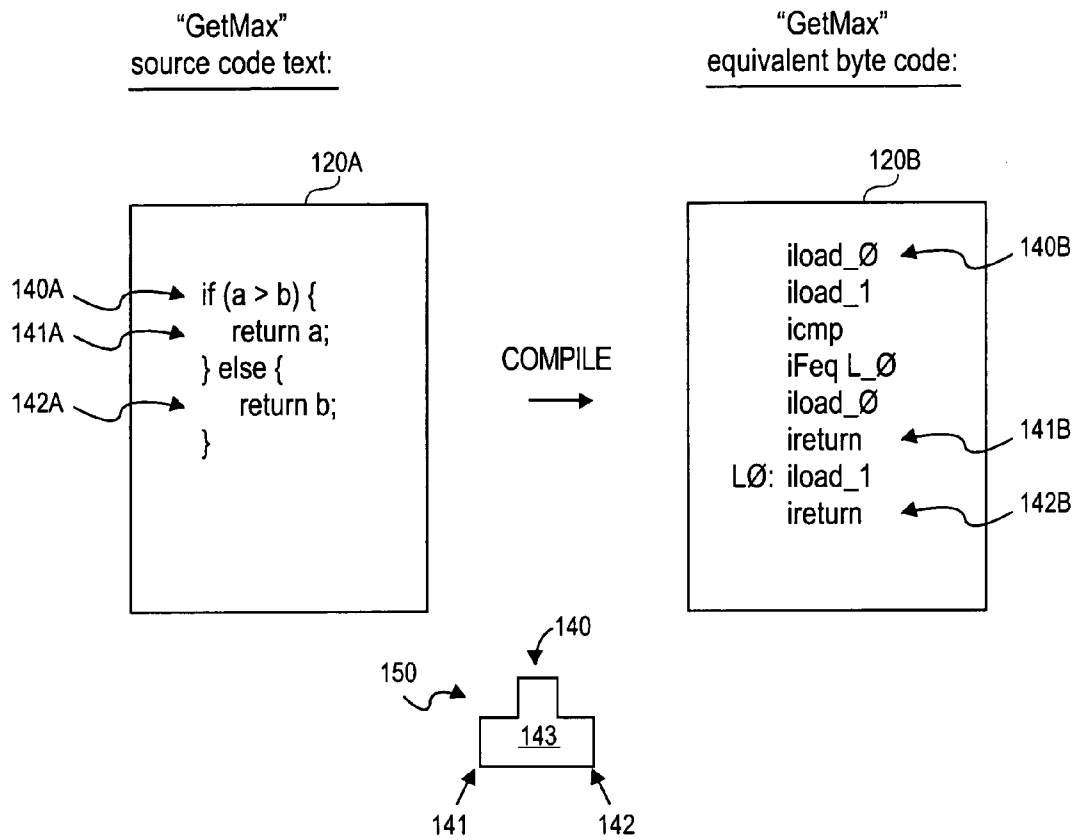 “GetMax”
source code text:
“GetMax”
equivalent byte code:
120A
120B
140A
if (a > b) {
141A
return a;
} else {
142A
return b;
}
COMPILE
iload_Ø
140B
iload_1
icmp
iFeq L_Ø
iload_Ø
ireturn
141B
LØ: iload_1
ireturn
142B
140
150
143
141
142